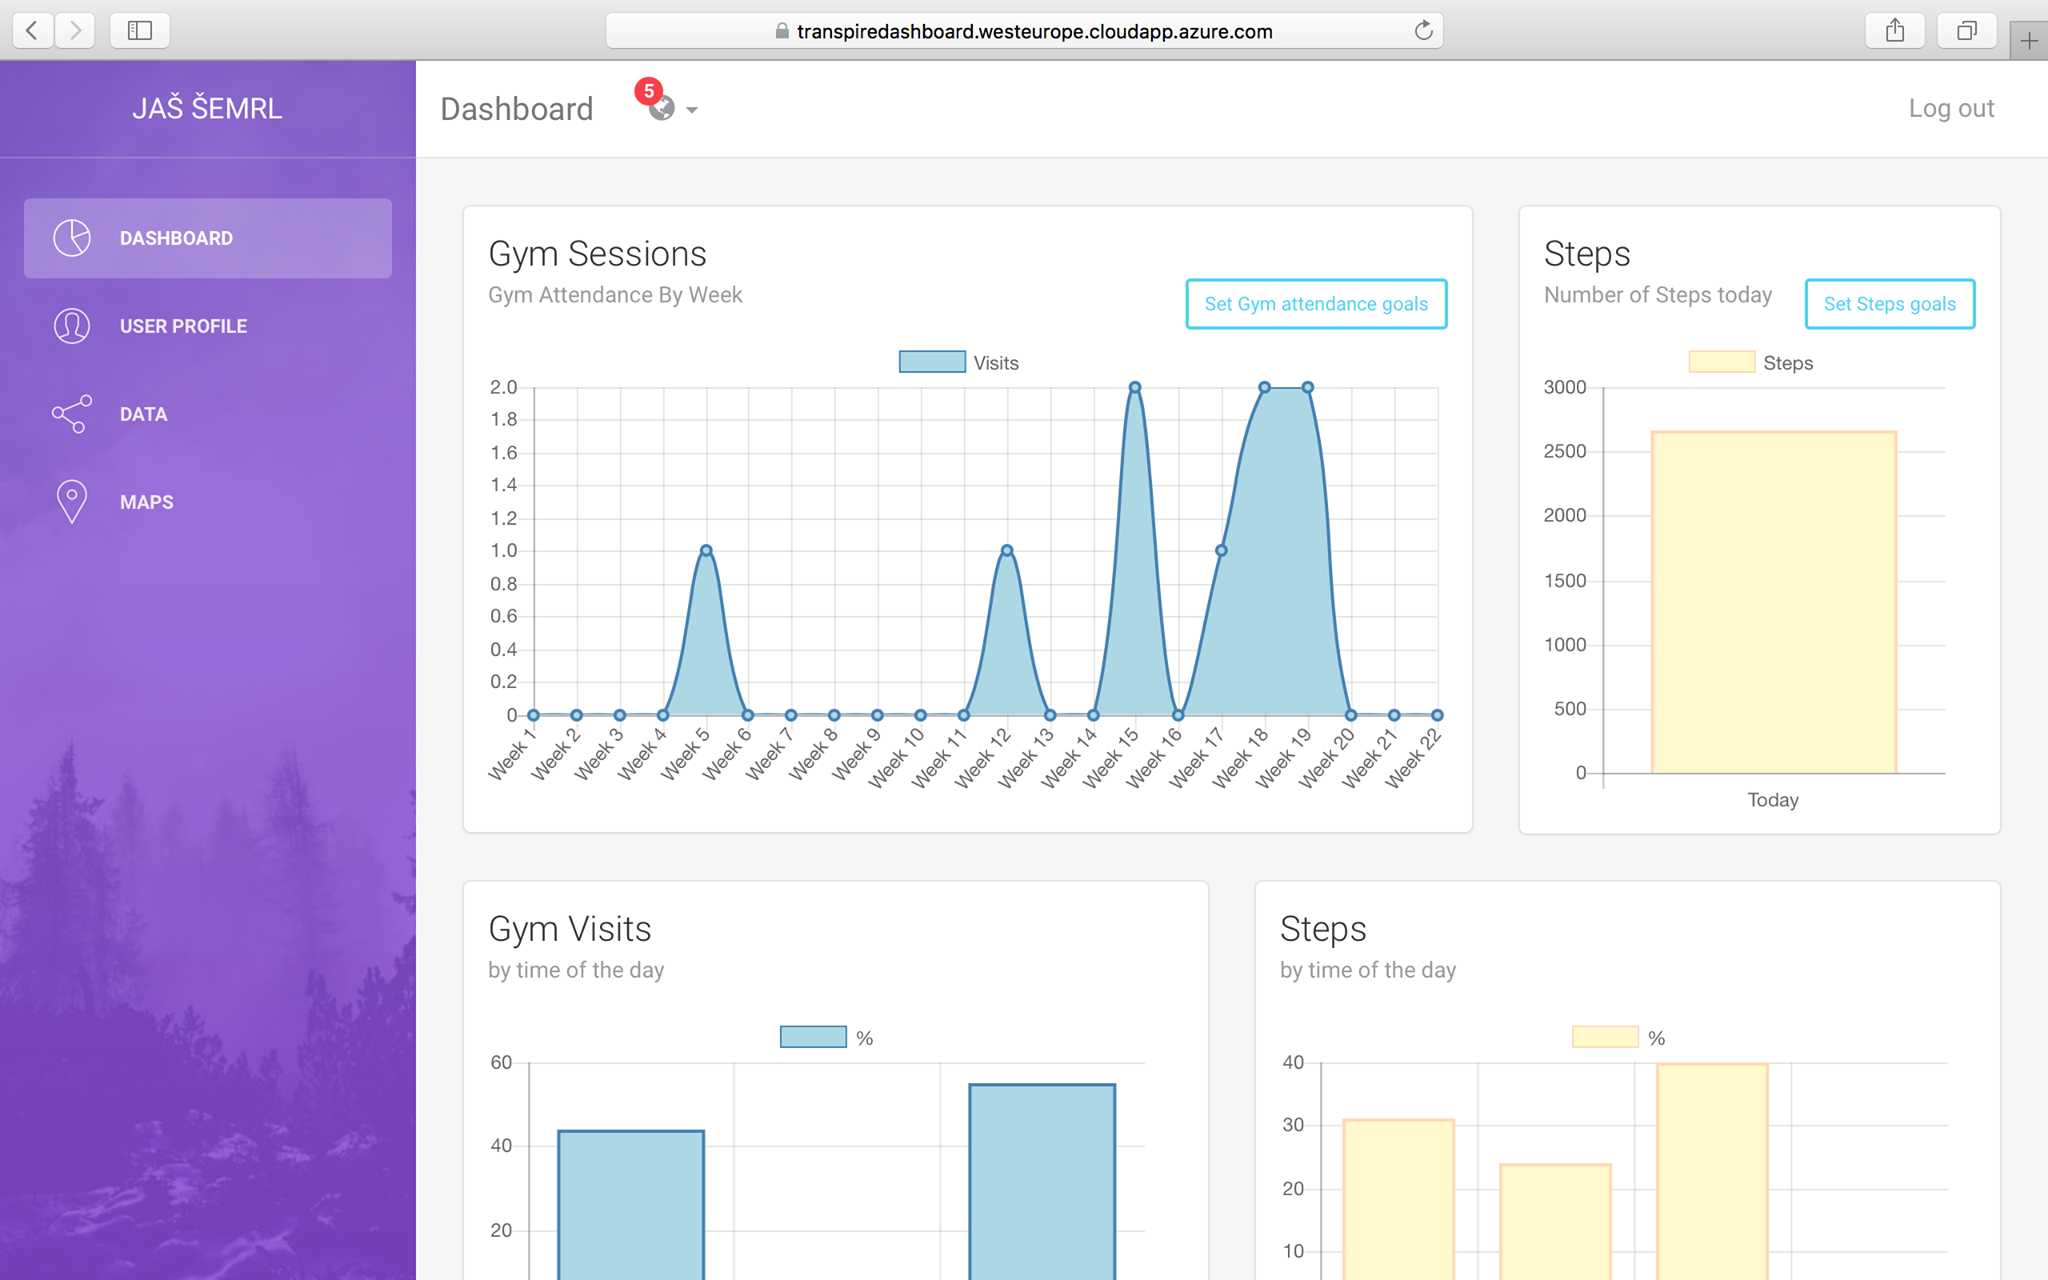 transpiredashboard.westeurope.cloudapp.azure.com
JAŠ ŠEMRL
Dashboard
5
Log out
DASHBOARD
USER PROFILE
DATA
MAPS
Gym Sessions
Gym Attendance By Week
Set Gym attendance goals
Visits
2.0
1.8
1.6
1.4
1.2
1.0
0.8
0.6
0.4
0.2
0
Week 1
Week 2
Week 3
Week 4
Week 5
Week 6
Week 7
Week 8
Week 9
Week 10
Week 11
Week 12
Week 13
Week 14
Week 15
Week 16
Week 17
Week 18
Week 19
Week 20
Week 21
Week 22
Steps
Number of Steps today
Set Steps goals
Steps
3000
2500
2000
1500
1000
500
0
Today
Gym Visits
by time of the day
%
60
40
20
Steps
by time of the day
%
40
30
20
10